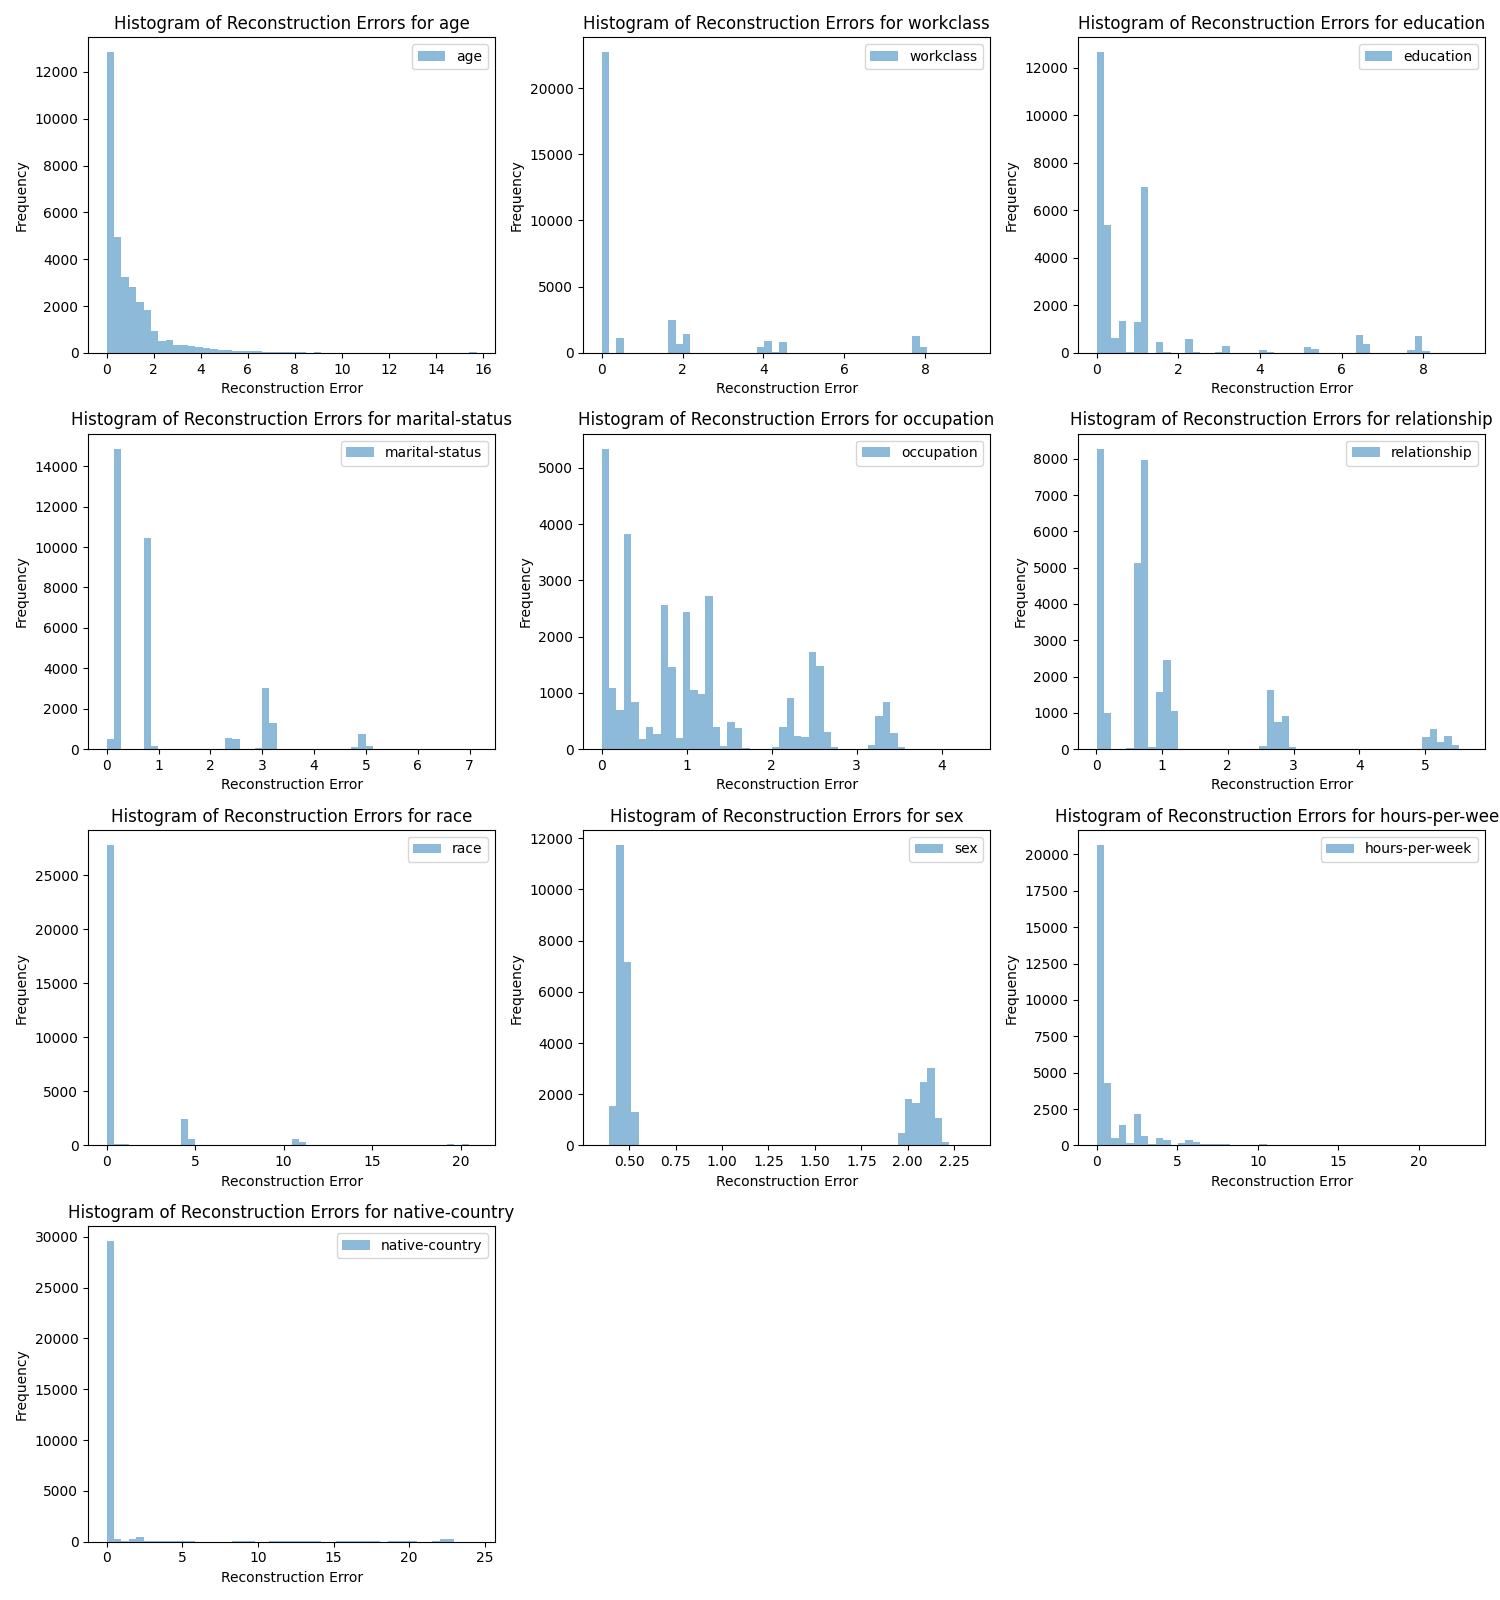 Histogram of Reconstruction Errors for age
age
Frequency
12000
10000
8000
6000
4000
2000
0
0 2 4 6 8 10 12 14 16
Reconstruction Error
Histogram of Reconstruction Errors for workclass
workclass
Frequency
20000
15000
10000
5000
0
0 2 4 6 8
Reconstruction Error
Histogram of Reconstruction Errors for education
education
Frequency
12000
10000
8000
6000
4000
2000
0
0 2 4 6 8
Reconstruction Error
Histogram of Reconstruction Errors for marital-status
marital-status
Frequency
14000
12000
10000
8000
6000
4000
2000
0
0 1 2 3 4 5 6 7
Reconstruction Error
Histogram of Reconstruction Errors for occupation
occupation
Frequency
5000
4000
3000
2000
1000
0
0 1 2 3 4
Reconstruction Error
Histogram of Reconstruction Errors for relationship
relationship
Frequency
8000
7000
6000
5000
4000
3000
2000
1000
0
0 1 2 3 4 5
Reconstruction Error
Histogram of Reconstruction Errors for race
race
Frequency
25000
20000
15000
10000
5000
0
0 5 10 15 20
Reconstruction Error
Histogram of Reconstruction Errors for sex
sex
Frequency
12000
10000
8000
6000
4000
2000
0
0.50 0.75 1.00 1.25 1.50 1.75 2.00 2.25
Reconstruction Error
Histogram of Reconstruction Errors for hours-per-wee
hours-per-week
Frequency
20000
17500
15000
12500
10000
7500
5000
2500
0
0 5 10 15 20
Reconstruction Error
Histogram of Reconstruction Errors for native-country
native-country
Frequency
30000
25000
20000
15000
10000
5000
0
0 5 10 15 20 25
Reconstruction Error